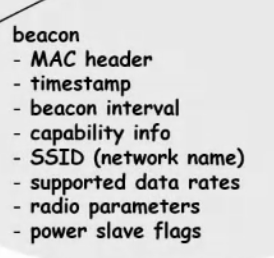 beacon
- MAC header
- timestamp
- beacon interval
- capability info
- SSID (network name)
- supported data rates
- radio parameters
- power slave flags